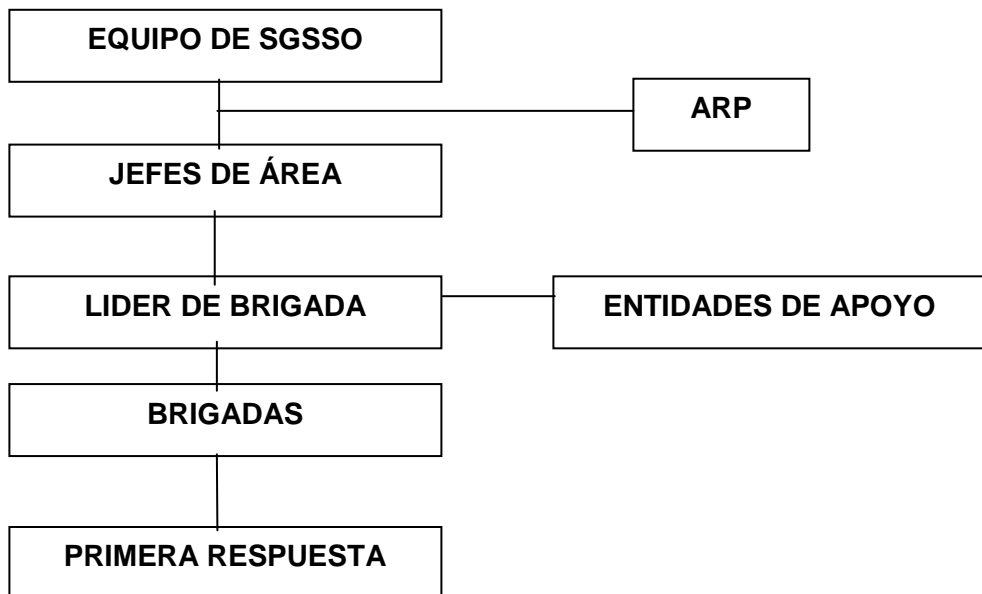 EQUIPO DE SGSSO
ARP
JEFES DE ÁREA
LIDER DE BRIGADA
ENTIDADES DE APOYO
BRIGADAS
PRIMERA RESPUESTA